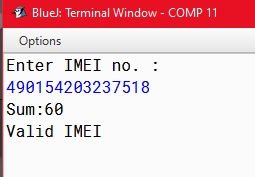 BlueJ: Terminal Window - COMP 11
Options
Enter IMEI no. :
490154203237518
Sum:60
Valid IMEI